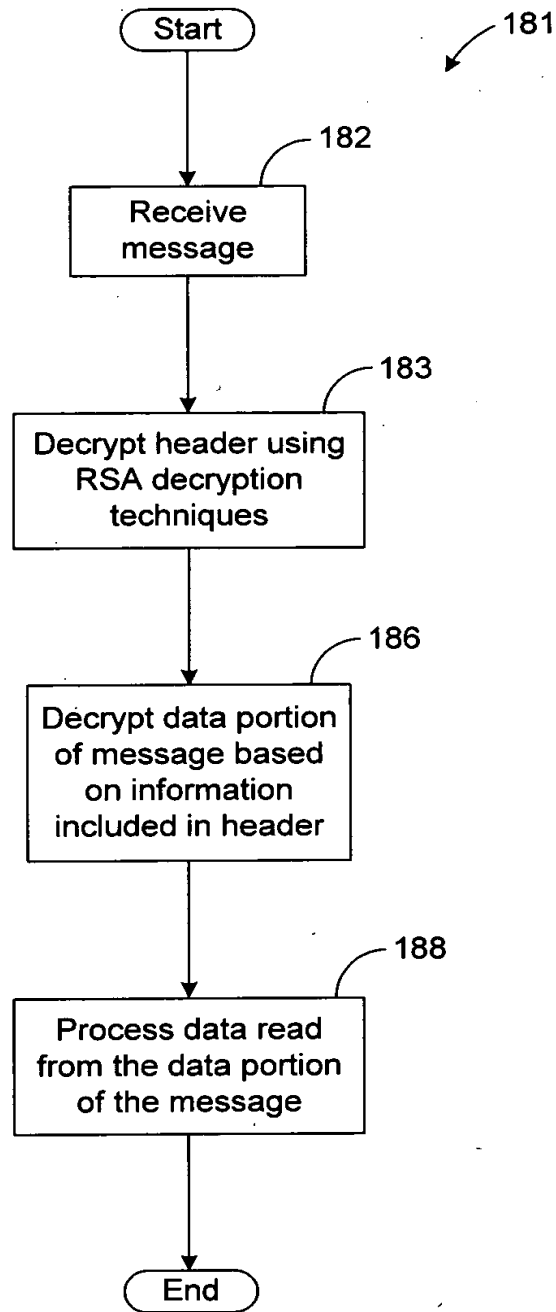 Start
181
182
Receive
message
183
Decrypt header using
RSA decryption
techniques
186
Decrypt data portion
of message based
on information
included in header
188
Process data read
from the data portion
of the message
End